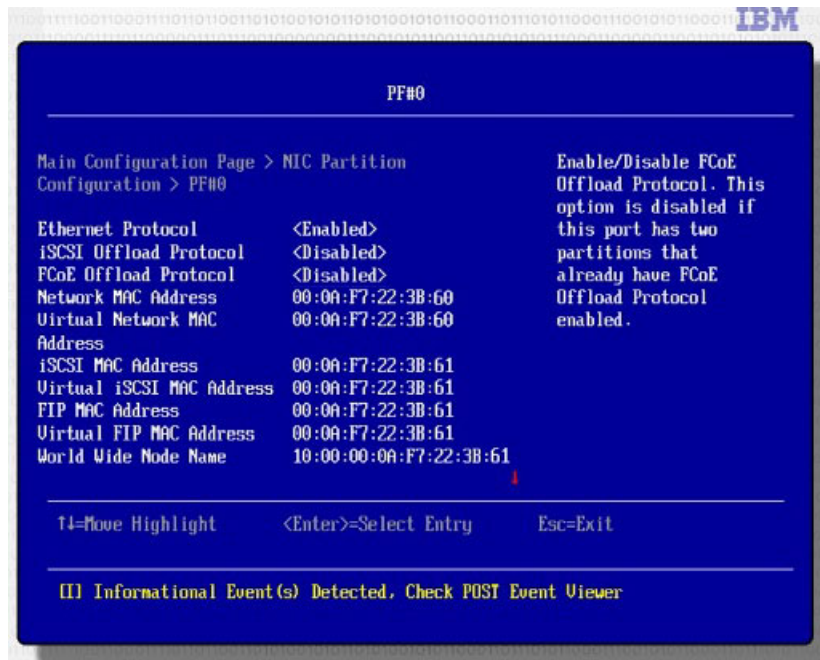 IBM
PF#0
Main Configuration Page > NIC Partition
Configuration > PF#0
Enable/Disable FCoE
Offload Protocol. This
option is disabled if
this port has two
partitions that
already have FCoE
Offload Protocol
enabled.
Ethernet Protocol <Enabled>
iSCSI Offload Protocol <Disabled>
FCoE Offload Protocol <Disabled>
Network MAC Address 00:0A:F7:22:3B:60
Virtual Network MAC 00:0A:F7:22:3B:60
Address
iSCSI MAC Address 00:0A:F7:22:3B:61
Virtual iSCSI MAC Address 00:0A:F7:22:3B:61
FIP MAC Address 00:0A:F7:22:3B:61
Virtual FIP MAC Address 00:0A:F7:22:3B:61
World Wide Node Name 10:00:00:0A:F7:22:3B:61
↓
↑↓=Move Highlight <Enter>=Select Entry Esc=Exit
[I] Informational Event(s) Detected, Check POST Event Viewer